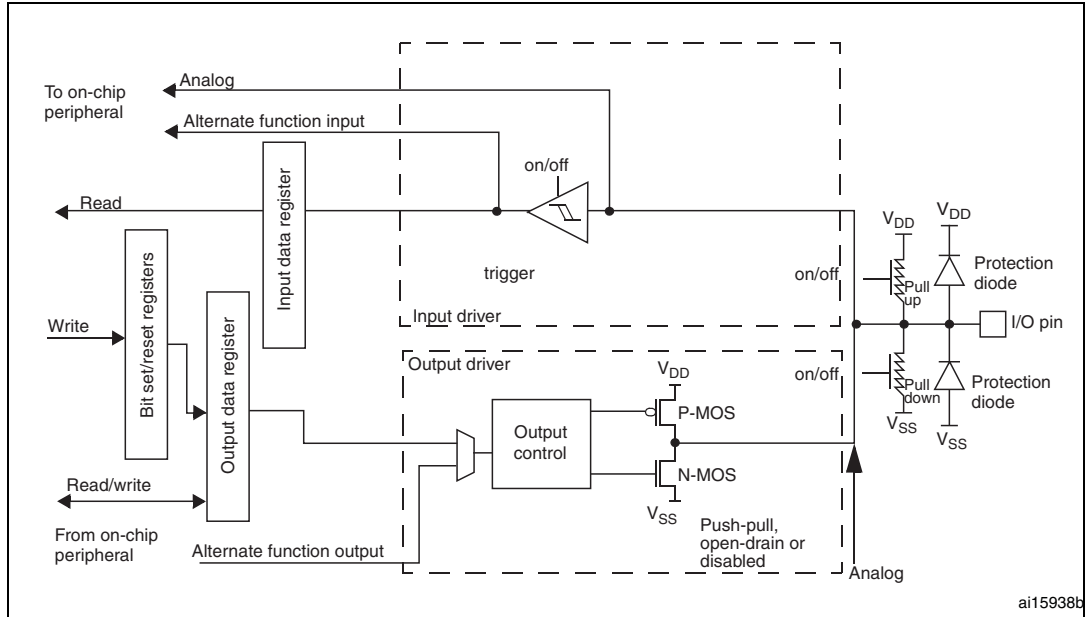 Analog
To on-chip
peripheral
Alternate function input
on/off
Read
Input data register
trigger
on/off
Input driver
VDD
VDD
Pull
up
Protection
diode
I/O pin
Bit set/reset registers
Write
Output data register
Output driver
VDD
on/off
Pull
down
Protection
diode
VSS
VSS
P-MOS
Output
control
N-MOS
VSS
Read/write
From on-chip
peripheral
Alternate function output
Push-pull,
open-drain or
disabled
Analog
ai15938b